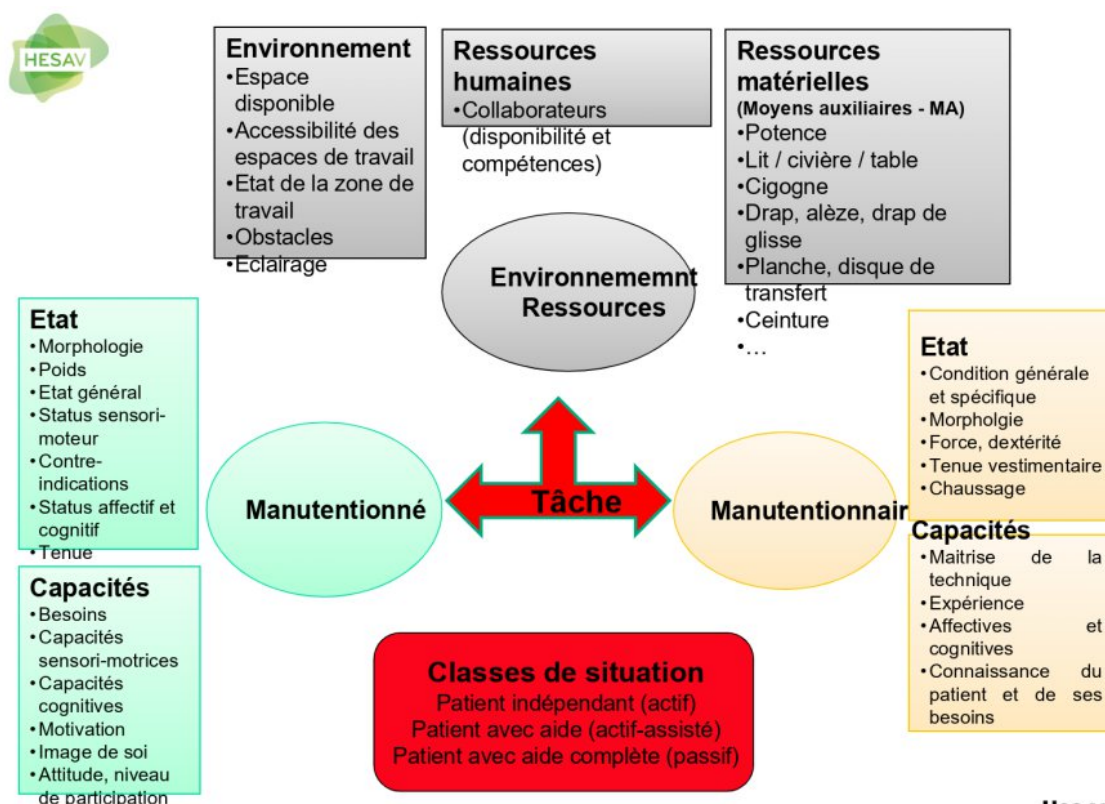 HESAV
Environnement
•Espace
disponible
•Accessibilité des
espaces de travail
•Etat de la zone de
travail
•Obstacles
•Eclairage
Ressources
humaines
•Collaborateurs
(disponibilité et
compétences)
Ressources
matérielles
(Moyens auxiliaires - MA)
•Potence
•Lit / civière / table
•Cigogne
•Drap, alèze, drap de
glisse
•Planche, disque de
transfert
•Ceinture
•…
Environnememnt
Ressources
Etat
•Morphologie
•Poids
•Etat général
•Status sensori-
moteur
•Contre-
indications
•Status affectif et
cognitif
•Tenue
Capacités
•Besoins
•Capacités
sensori-motrices
•Capacités
cognitives
•Motivation
•Image de soi
•Attitude, niveau
de participation
Manutentionné
Tâche
Manutentionnair
Etat
•Condition générale
et spécifique
•Morpholgie
•Force, dextérité
•Tenue vestimentaire
•Chaussage
Capacités
•Maitrise de la
technique
•Expérience
•Affectives et
cognitives
•Connaissance du
patient et de ses
besoins
Classes de situation
Patient indépendant (actif)
Patient avec aide (actif-assisté)
Patient avec aide complète (passif)